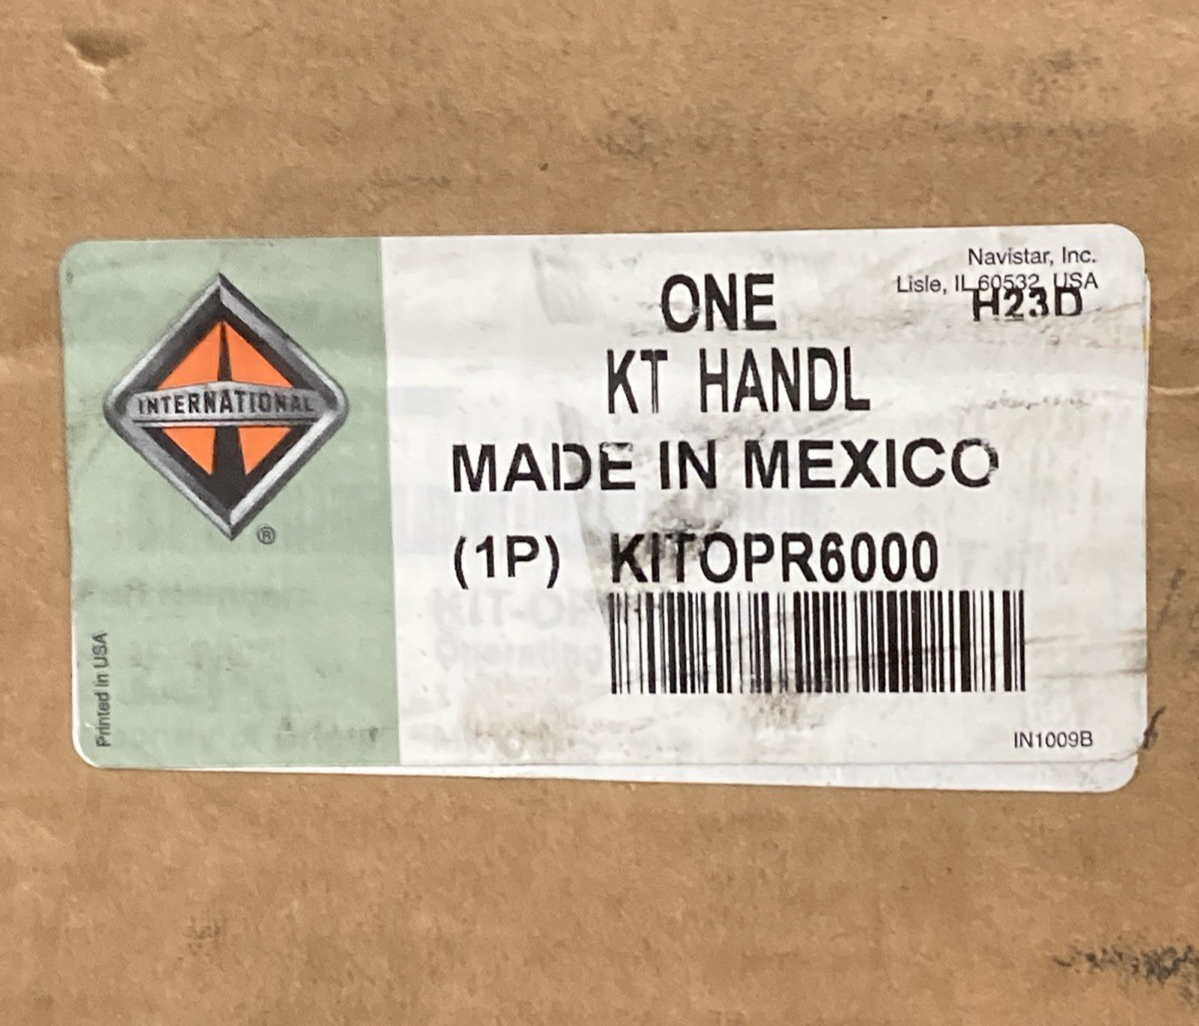 INTERNATIONAL
®
Printed in USA
Navistar, Inc.
Lisle, IL 60532 USA
H23D
ONE
KT HANDL
MADE IN MEXICO
(1P) KITOPR6000
IN1009B